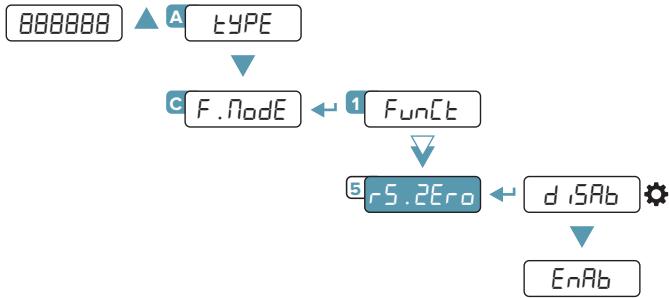 888888
A tYPE
C F.ModE
1 FunCt
5 rS.ZEro
diSAb
EnAb